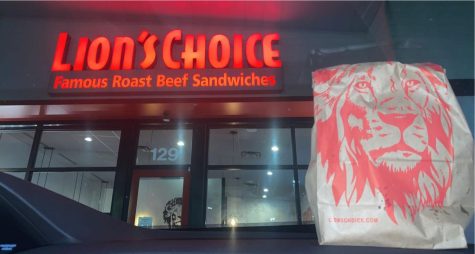 LION'S CHOICE
Famous Roast Beef Sandwiches
129
LIONSCHOICE.COM